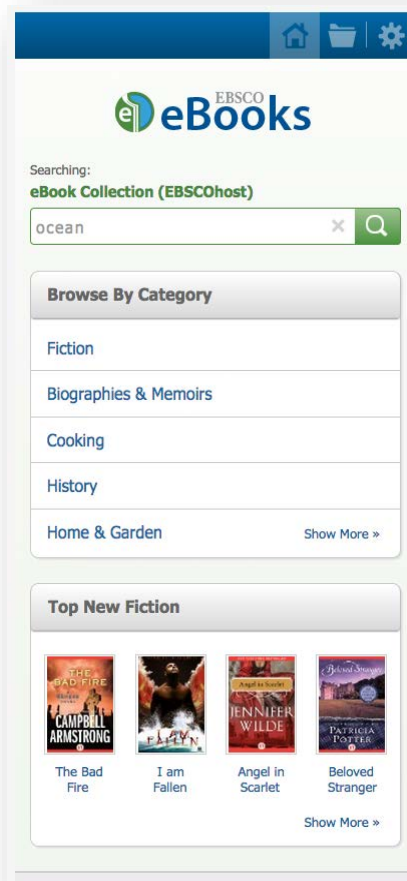 EBSCO
eBooks
Searching:
eBook Collection (EBSCOhost)
ocean
Browse By Category
Fiction
Biographies & Memoirs
Cooking
History
Home & Garden
Show More »
Top New Fiction
THE
BAD FIRE
CAMPBELL
ARMSTRONG
I AM
FALLEN
Angel in Scarlet
JENNIFER
WILDE
Beloved Stranger
PATRICIA
POTTER
The Bad
Fire
I am
Fallen
Angel in
Scarlet
Beloved
Stranger
Show More »